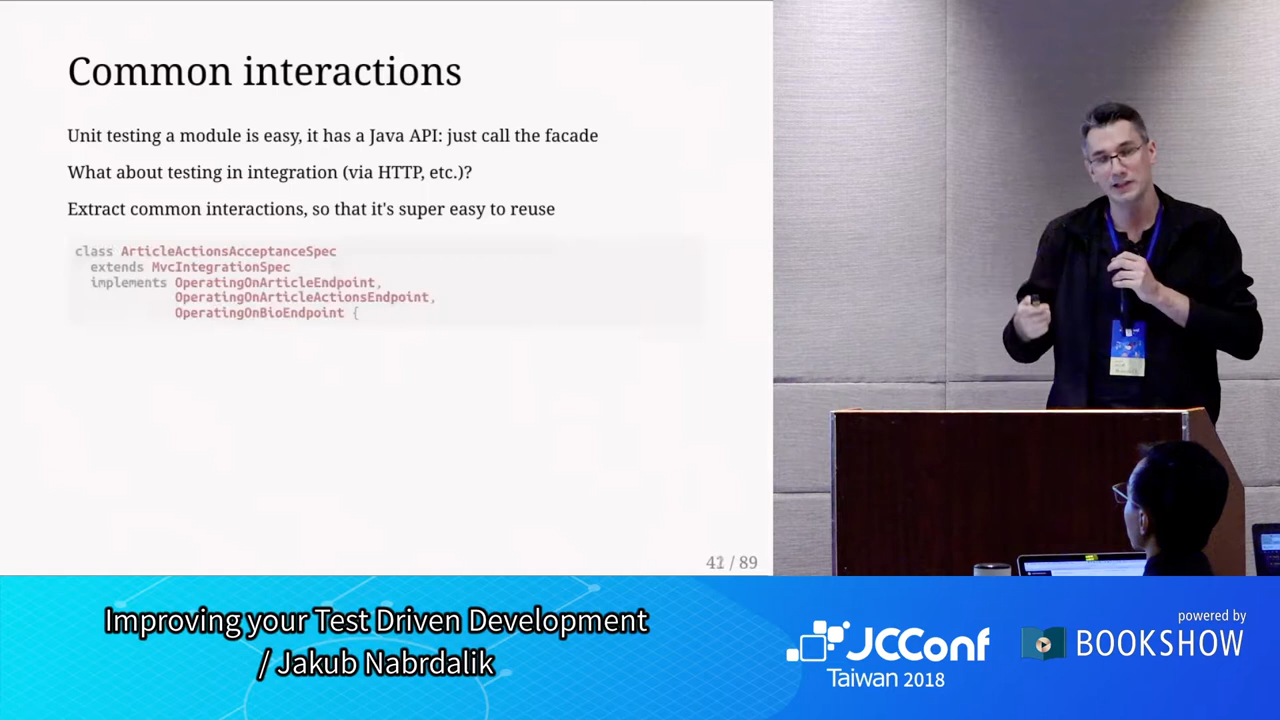 Common interactions
Unit testing a module is easy, it has a Java API: just call the facade
What about testing in integration (via HTTP, etc.)?
Extract common interactions, so that it's super easy to reuse
class ArticleActionsAcceptanceSpec
extends MvcIntegrationSpec
implements OperatingOnArticleEndpoint,
OperatingOnArticleActionsEndpoint,
OperatingOnBioEndpoint {
/ 89
Improving your Test Driven Development
/ Jakub Nabrdalik
JCConf
Taiwan 2018
powered by
BOOKSHOW